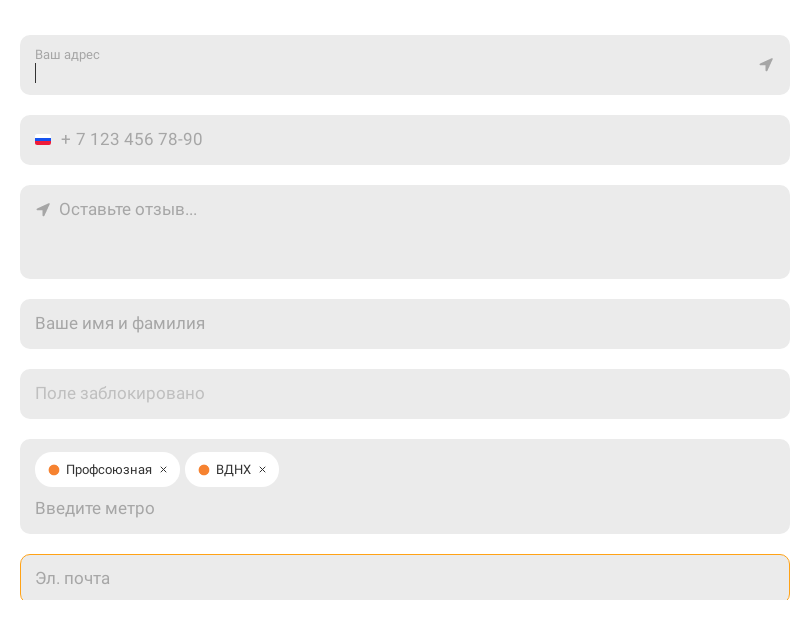 Ваш адрес
+ 7 123 456 78-90
Оставьте отзыв...
Ваше имя и фамилия
Поле заблокировано
Профсоюзная × ВДНХ ×
Введите метро
Эл. почта